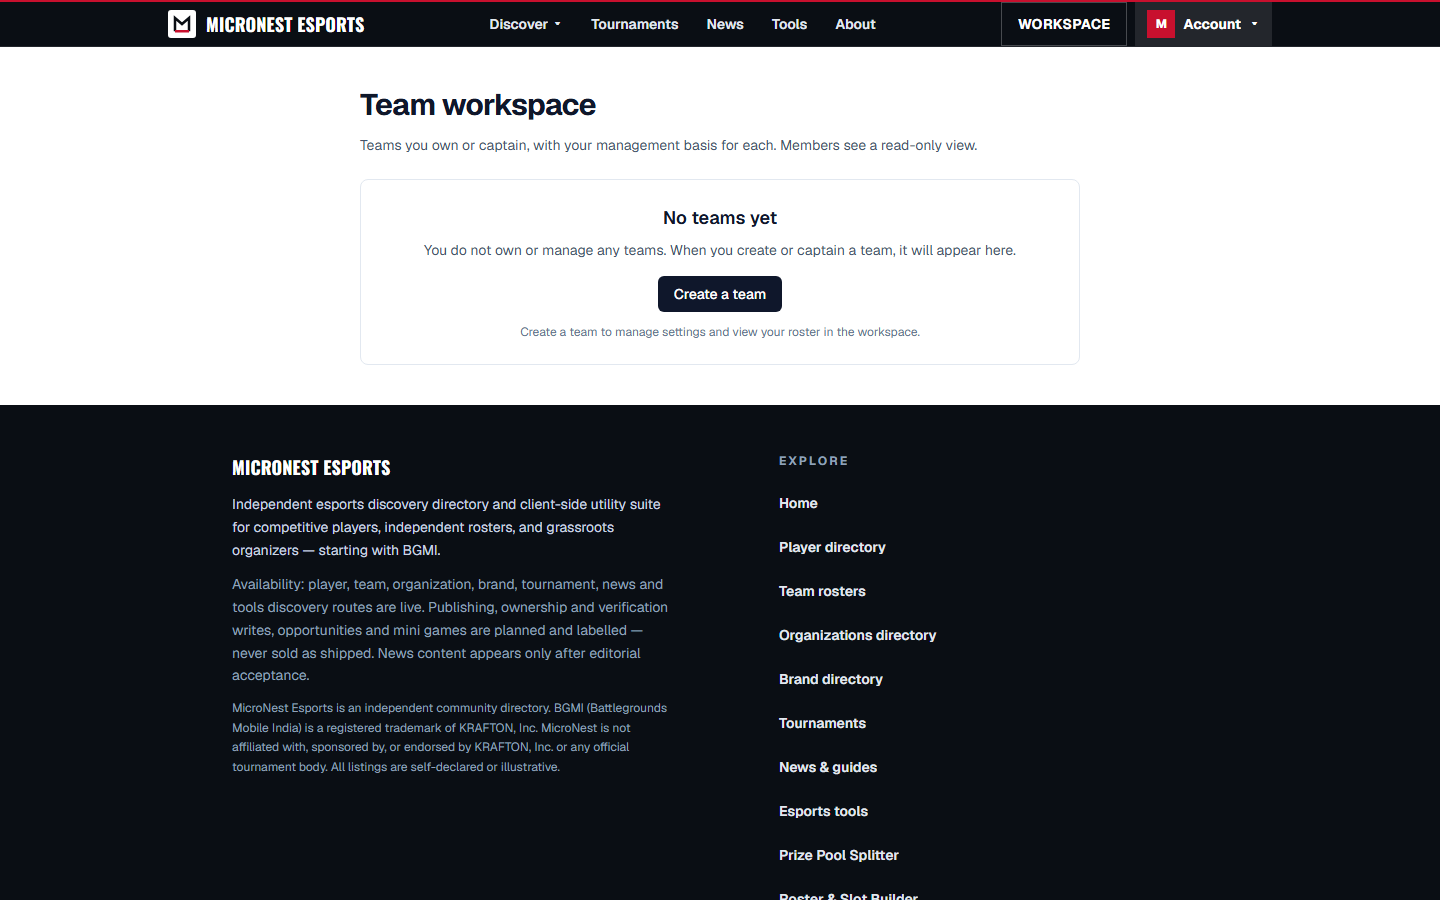 MICRONEST ESPORTS
Discover
Tournaments
News
Tools
About
WORKSPACE
M
Account
Team workspace
Teams you own or captain, with your management basis for each. Members see a read-only view.
No teams yet
You do not own or manage any teams. When you create or captain a team, it will appear here.
Create a team
Create a team to manage settings and view your roster in the workspace.
MICRONEST ESPORTS
Independent esports discovery directory and client-side utility suite
for competitive players, independent rosters, and grassroots
organizers — starting with BGMI.
Availability: player, team, organization, brand, tournament, news and
tools discovery routes are live. Publishing, ownership and verification
writes, opportunities and mini games are planned and labelled —
never sold as shipped. News content appears only after editorial
acceptance.
MicroNest Esports is an independent community directory. BGMI (Battlegrounds
Mobile India) is a registered trademark of KRAFTON, Inc. MicroNest is not
affiliated with, sponsored by, or endorsed by KRAFTON, Inc. or any official
tournament body. All listings are self-declared or illustrative.
EXPLORE
Home
Player directory
Team rosters
Organizations directory
Brand directory
Tournaments
News & guides
Esports tools
Prize Pool Splitter
Roster & Slot Builder